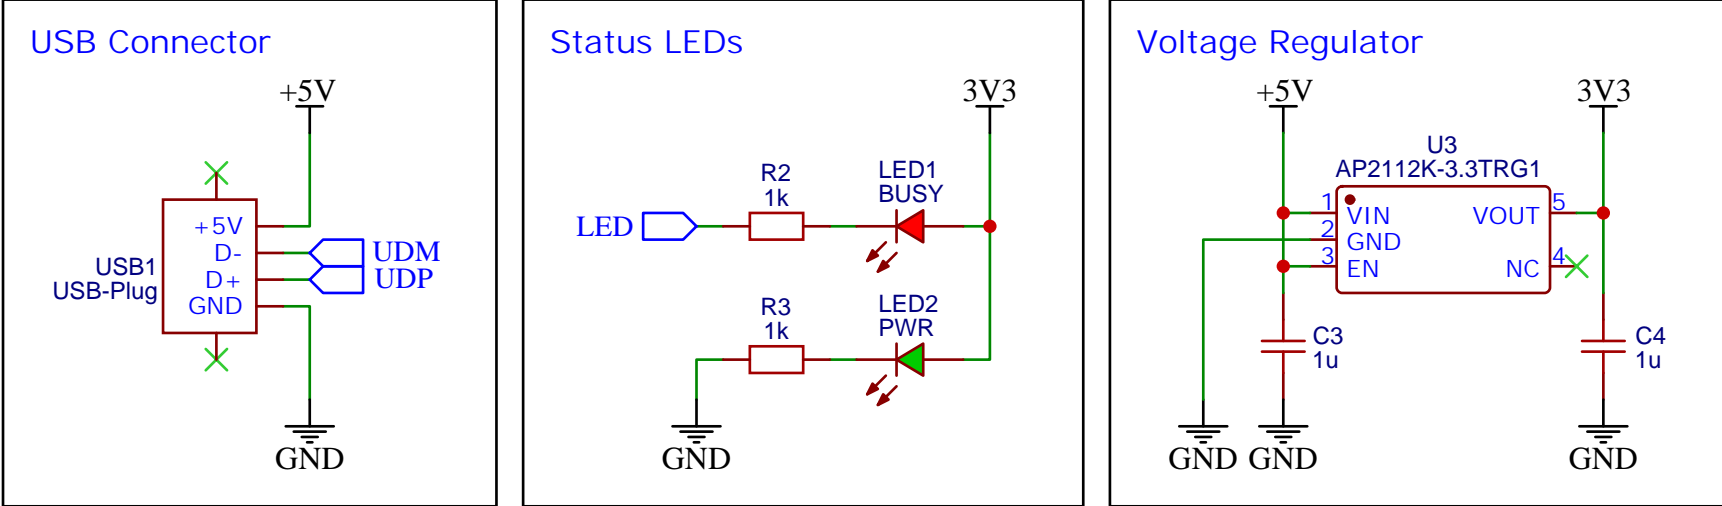 USB Connector
+5V
+5V
D-
D+
GND
UDM
UDP
USB1
USB-Plug
GND
Status LEDs
3V3
R2
1k
LED1
BUSY
LED
R3
1k
LED2
PWR
GND
Voltage Regulator
+5V
3V3
U3
AP2112K-3.3TRG1
1
VIN
VOUT
5
2
GND
3
EN
NC
4
C3
1u
C4
1u
GND
GND
GND